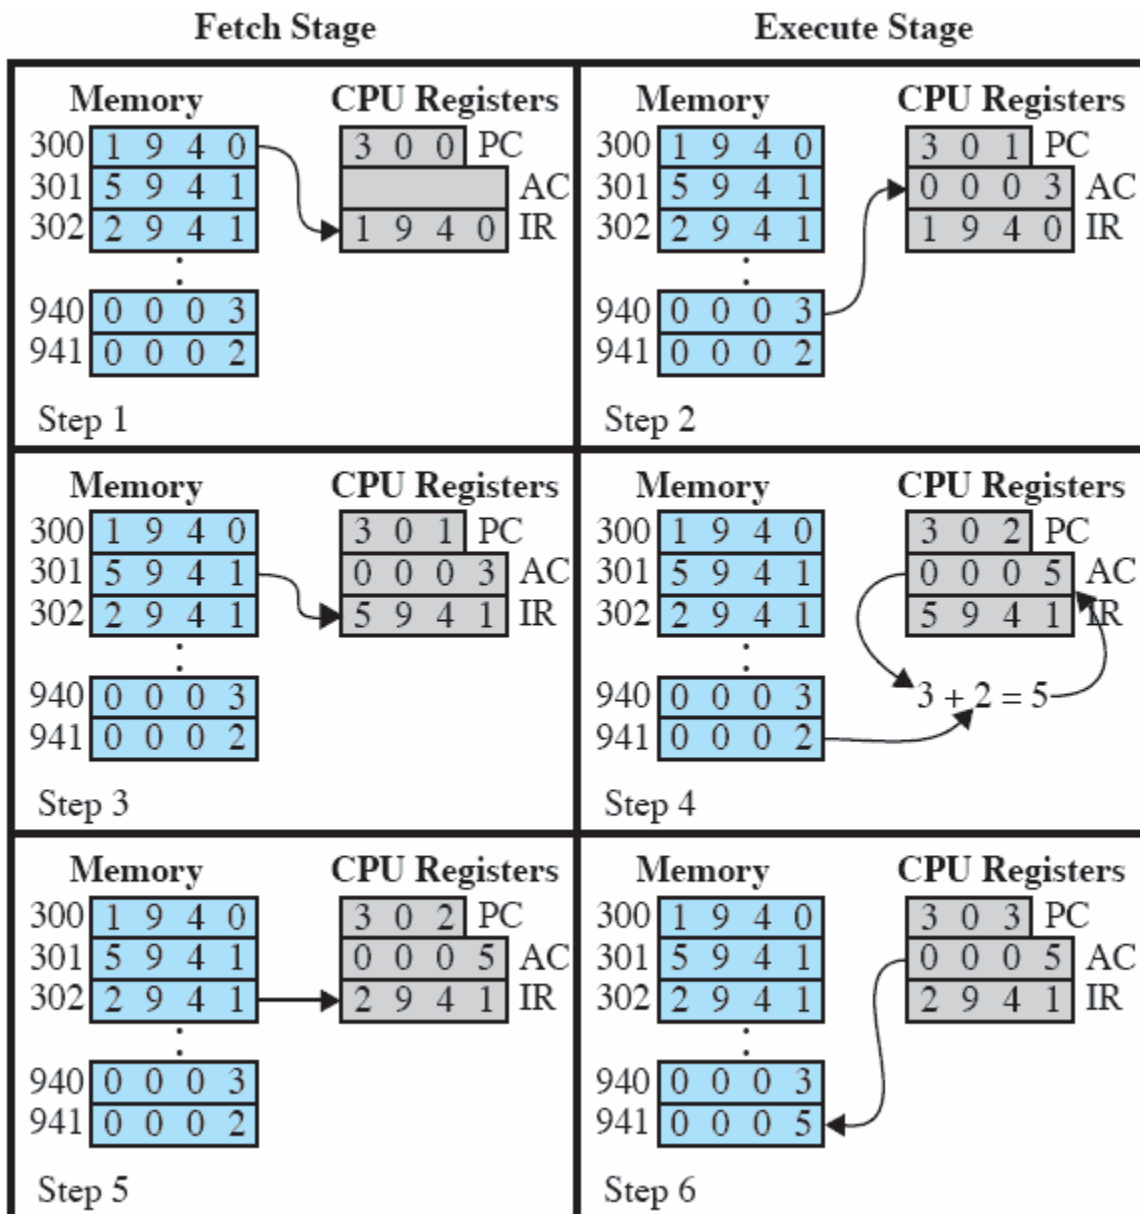 Fetch Stage
Execute Stage
Memory
CPU Registers
300 1 9 4 0
3 0 0 PC
301 5 9 4 1
AC
302 2 9 4 1
1 9 4 0 IR
940 0 0 0 3
941 0 0 0 2
Step 1
Memory
CPU Registers
300 1 9 4 0
3 0 1 PC
301 5 9 4 1
0 0 0 3 AC
302 2 9 4 1
1 9 4 0 IR
940 0 0 0 3
941 0 0 0 2
Step 2
Memory
CPU Registers
300 1 9 4 0
3 0 1 PC
301 5 9 4 1
0 0 0 3 AC
302 2 9 4 1
5 9 4 1 IR
940 0 0 0 3
941 0 0 0 2
Step 3
Memory
CPU Registers
300 1 9 4 0
3 0 2 PC
301 5 9 4 1
0 0 0 5 AC
302 2 9 4 1
5 9 4 1 IR
940 0 0 0 3
3 + 2 = 5
941 0 0 0 2
Step 4
Memory
CPU Registers
300 1 9 4 0
3 0 2 PC
301 5 9 4 1
0 0 0 5 AC
302 2 9 4 1
2 9 4 1 IR
940 0 0 0 3
941 0 0 0 2
Step 5
Memory
CPU Registers
300 1 9 4 0
3 0 3 PC
301 5 9 4 1
0 0 0 5 AC
302 2 9 4 1
2 9 4 1 IR
940 0 0 0 3
941 0 0 0 5
Step 6